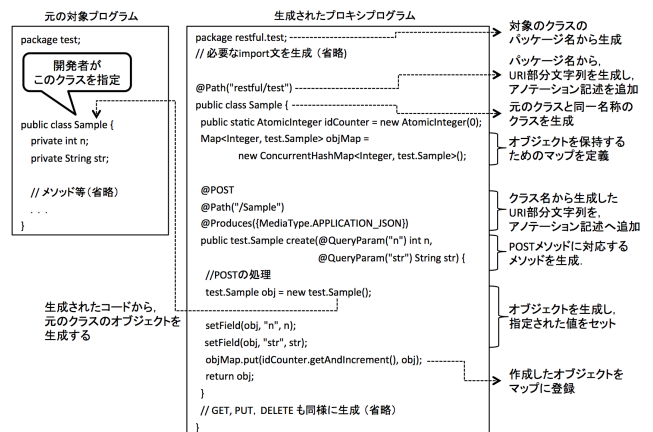 元の対象プログラム
package test;
開発者が
このクラスを指定
public class Sample {
private int n;
private String str;
// メソッド等（省略）
. . .
}
生成されたコードから,
元のクラスのオブジェクトを
生成する
生成されたプロキシプログラム
package restful.test;
// 必要なimport文を生成（省略）
@Path("restful/test")
public class Sample {
public static AtomicInteger idCounter = new AtomicInteger(0);
Map<Integer, test.Sample> objMap =
new ConcurrentHashMap<Integer, test.Sample>();
@POST
@Path("/Sample")
@Produces({MediaType.APPLICATION_JSON})
public test.Sample create(@QueryParam("n") int n,
@QueryParam("str") String str) {
//POSTの処理
test.Sample obj = new test.Sample();
setField(obj, "n", n);
setField(obj, "str", str);
objMap.put(idCounter.getAndIncrement(), obj);
return obj;
}
// GET, PUT, DELETE も同様に生成（省略）
}
対象のクラスの
パッケージ名から生成
パッケージ名から,
URI部分文字列を生成し,
アノテーション記述を追加
元のクラスと同一名称の
クラスを生成
オブジェクトを保持する
ためのマップを定義
クラス名から生成した
URI部分文字列を,
アノテーション記述へ追加
POSTメソッドに対応する
メソッドを生成.
オブジェクトを生成し,
指定された値をセット
作成したオブジェクトを
マップに登録